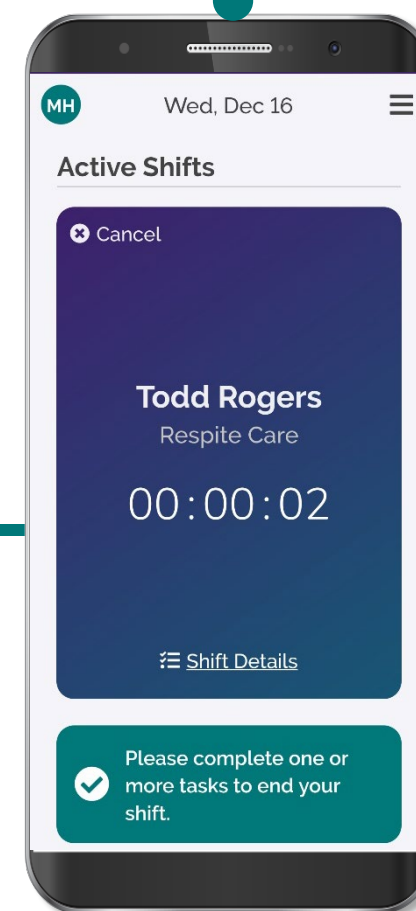 MH
Wed, Dec 16
Active Shifts
Cancel
Todd Rogers
Respite Care
00:00:02
Shift Details
Please complete one or
more tasks to end your
shift.